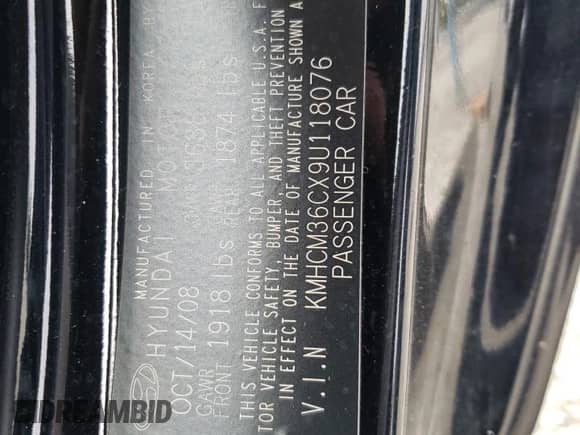 MANUFACTURED IN KOREA BY
HYUNDAI MOTOR
OCT/14/08
GAWR
FRONT 1918 lbs REAR 1874 lbs
THIS VEHICLE CONFORMS TO ALL APPLICABLE U.S.A. F
TOR VEHICLE SAFETY, BUMPER, AND THEFT PREVENTION
IN EFFECT ON THE DATE OF MANUFACTURE SHOWN A
V.I.N KMHCM36CX9U118076
PASSENGER CAR
DREAMBID